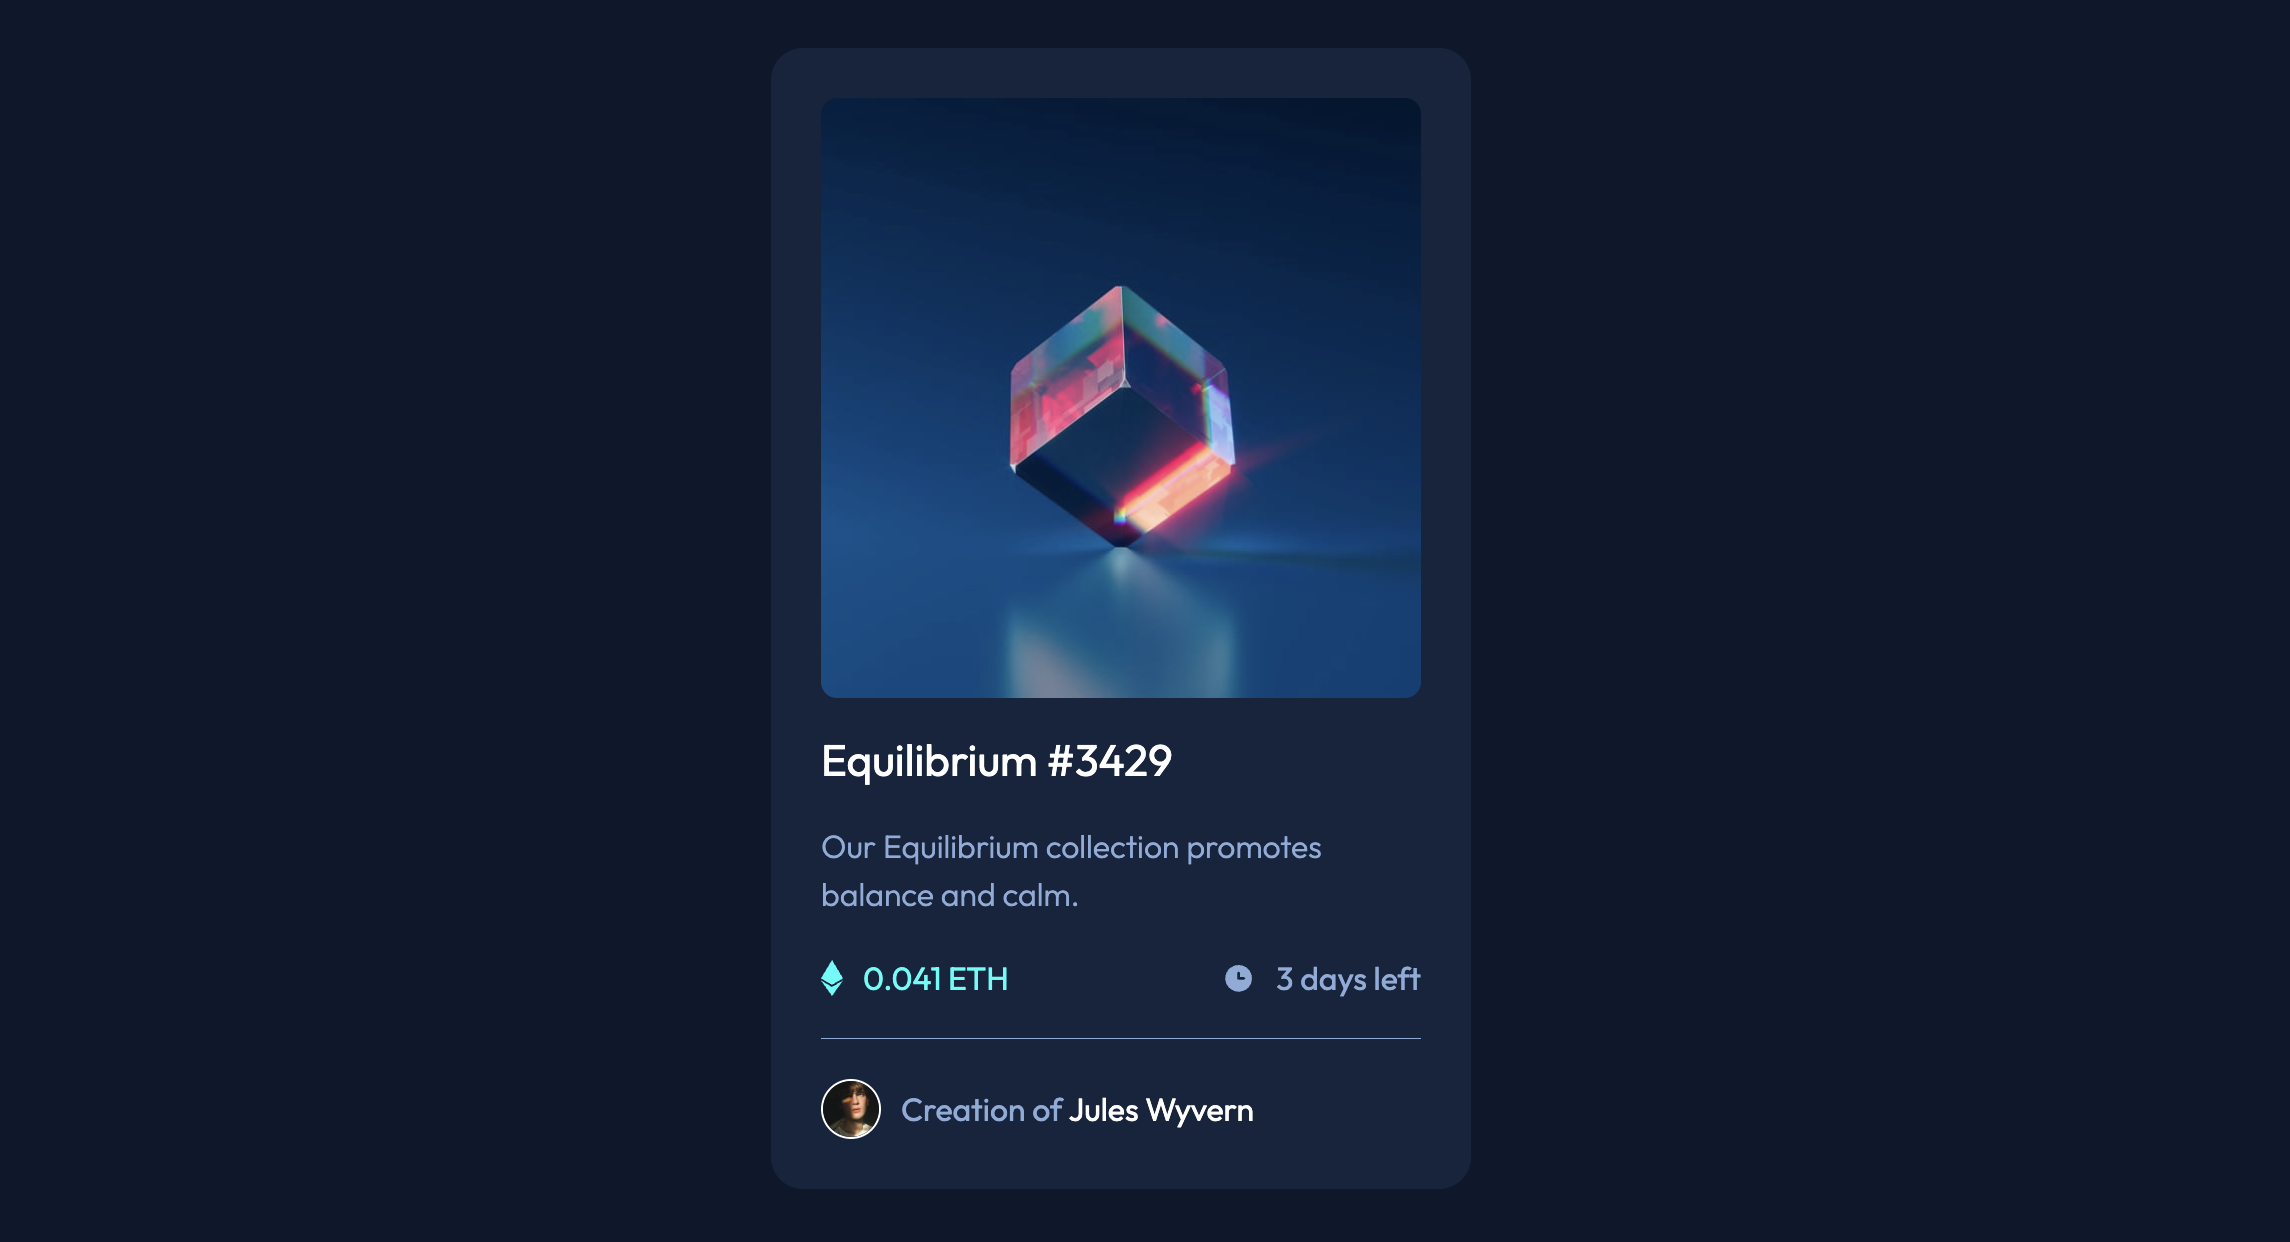 Equilibrium #3429
Our Equilibrium collection promotes
balance and calm.
0.041 ETH
3 days left
Creation of Jules Wyvern